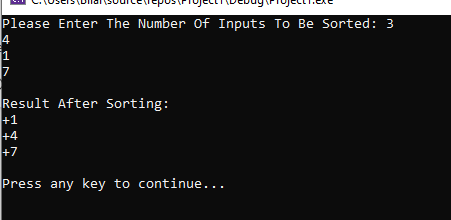 C:\Users\Bilal\source\repos\Project1\Debug\Project1.exe
Please Enter The Number Of Inputs To Be Sorted: 3
4
1
7
Result After Sorting:
+1
+4
+7
Press any key to continue...